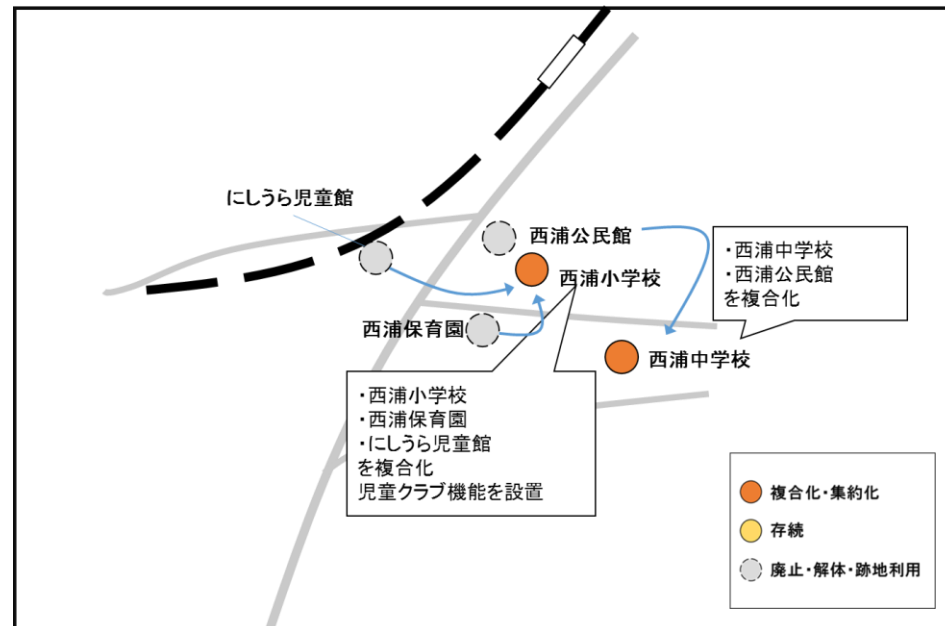 にしうら児童館
西浦公民館
西浦小学校
・西浦中学校
・西浦公民館
を複合化
西浦保育園
西浦中学校
・西浦小学校
・西浦保育園
・にしうら児童館
を複合化
児童クラブ機能を設置
複合化・集約化
存続
廃止・解体・跡地利用